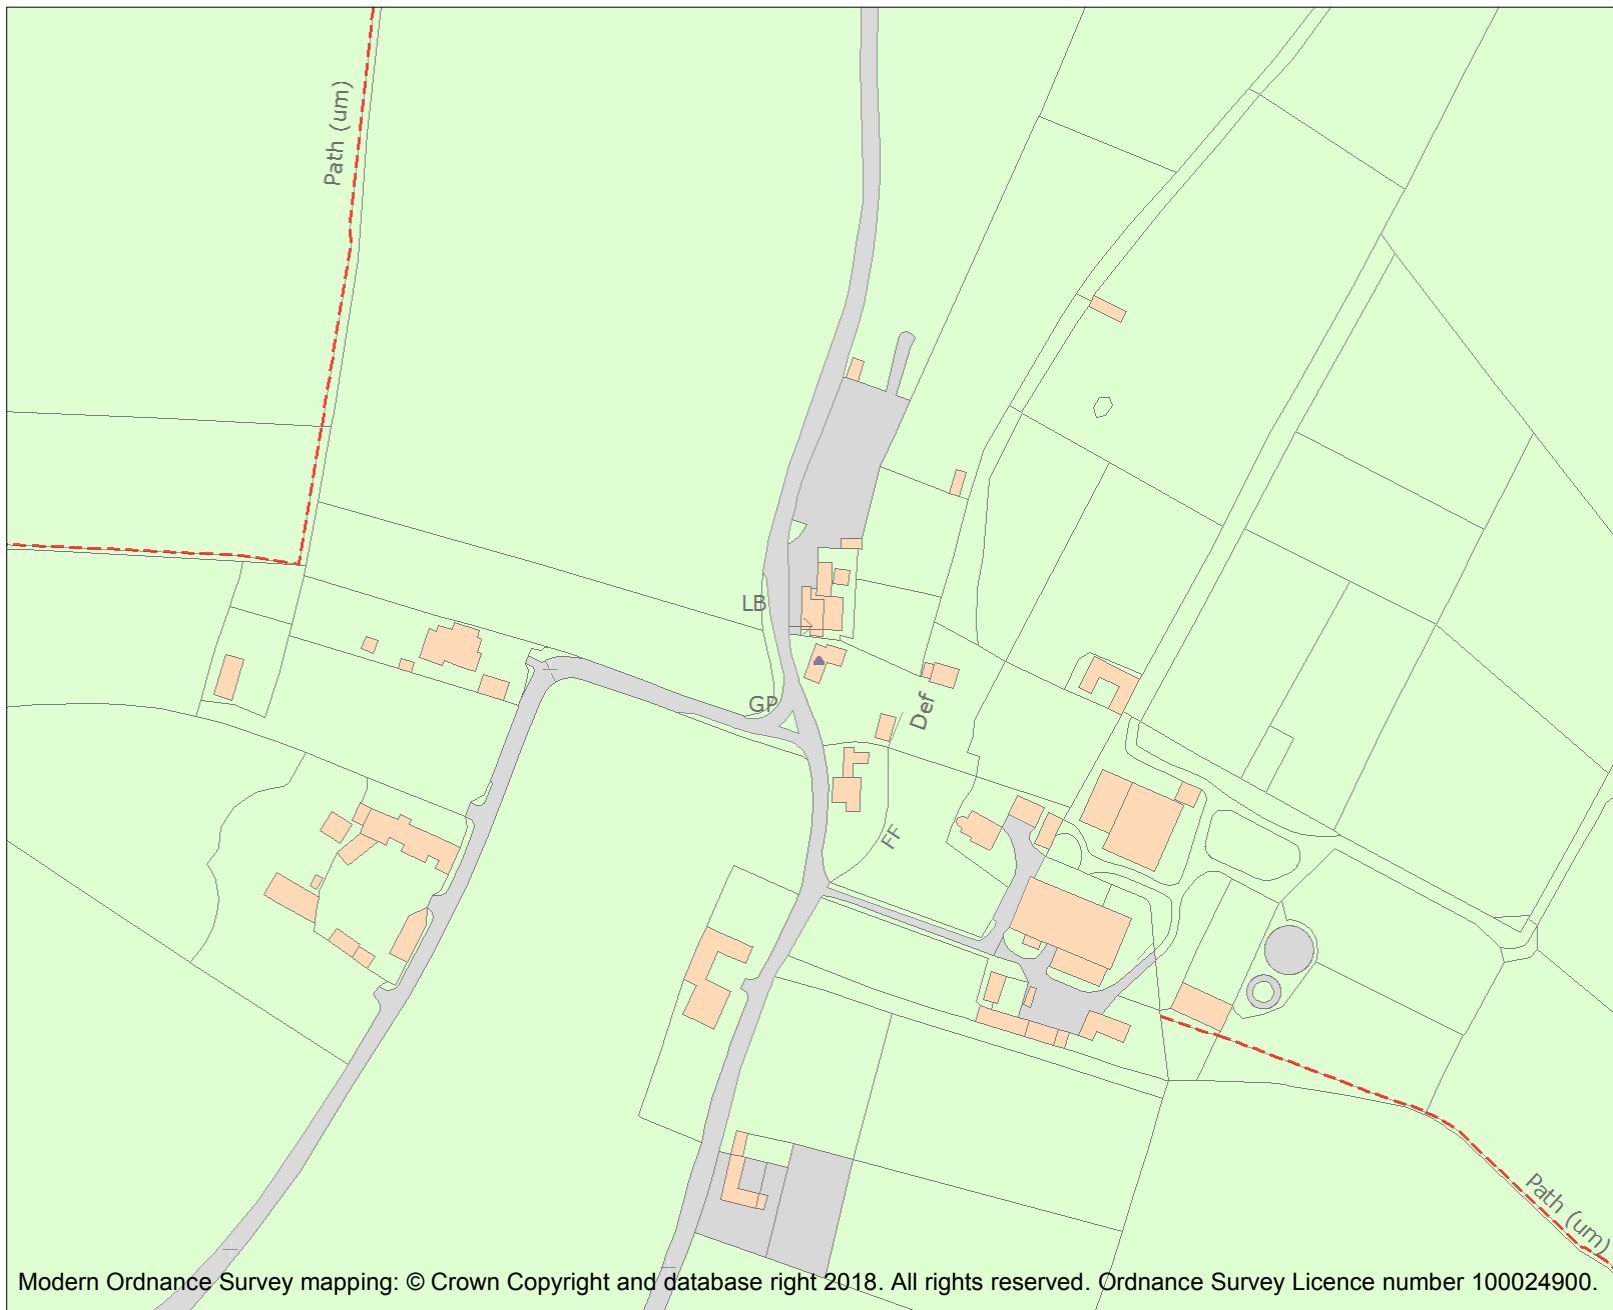 Path (um)
LB
GP
Def
FF
Path (um)
Modern Ordnance Survey mapping: © Crown Copyright and database right 2018. All rights reserved. Ordnance Survey Licence number 100024900.